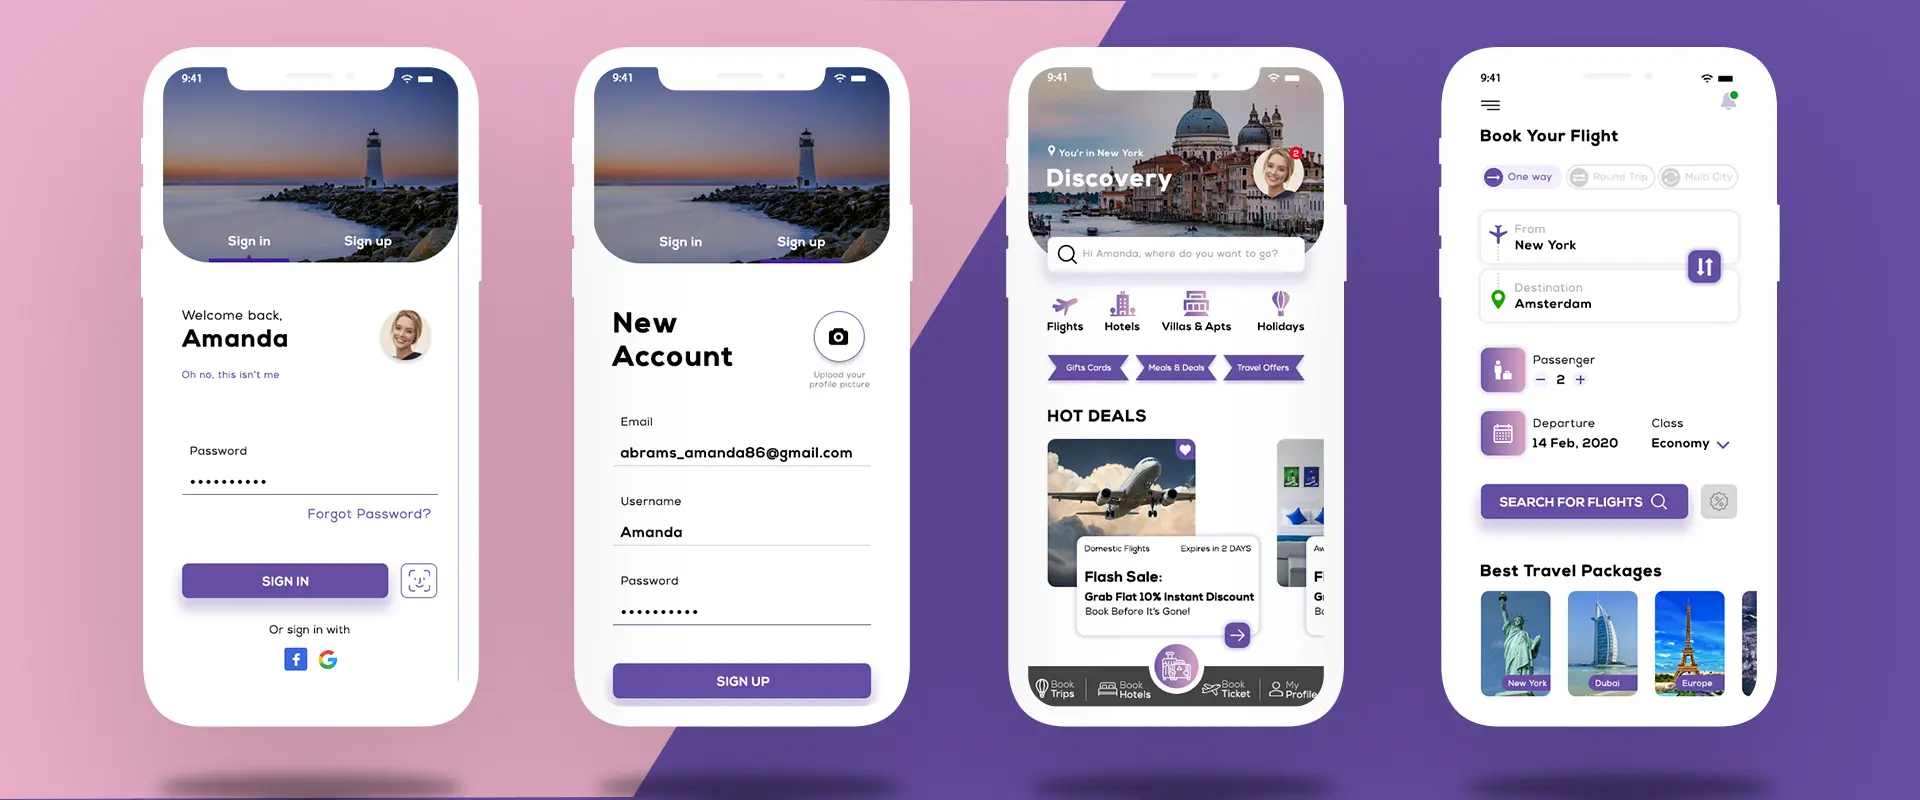 9:41
Sign in
Sign up
Welcome back,
Amanda
Oh no, this isn't me
Password
••••••••••
Forgot Password?
SIGN IN
Or sign in with
f
G
9:41
Sign in
Sign up
New
Account
Upload your
profile picture
Email
abrams_amanda86@gmail.com
Username
Amanda
Password
••••••••••
SIGN UP
9:41
You'r in New York
2
Discovery
Hi Amanda, where do you want to go?
Flights
Hotels
Villas & Apts
Holidays
Gifts Cards
Meals & Deals
Travel Offers
HOT DEALS
Domestic Flights
Expires in 2 DAYS
Flash Sale:
Grab Flat 10% Instant Discount
Book Before It's Gone!
Aw
Fl
Gr
Bo
Book
Trips
Book
Hotels
Book
Ticket
My
Profile
9:41
Book Your Flight
One way
Round Trip
Multi City
From
New York
Destination
Amsterdam
Passenger
− 2 +
Departure
14 Feb, 2020
Class
Economy
SEARCH FOR FLIGHTS
%
Best Travel Packages
New York
Dubai
Europe